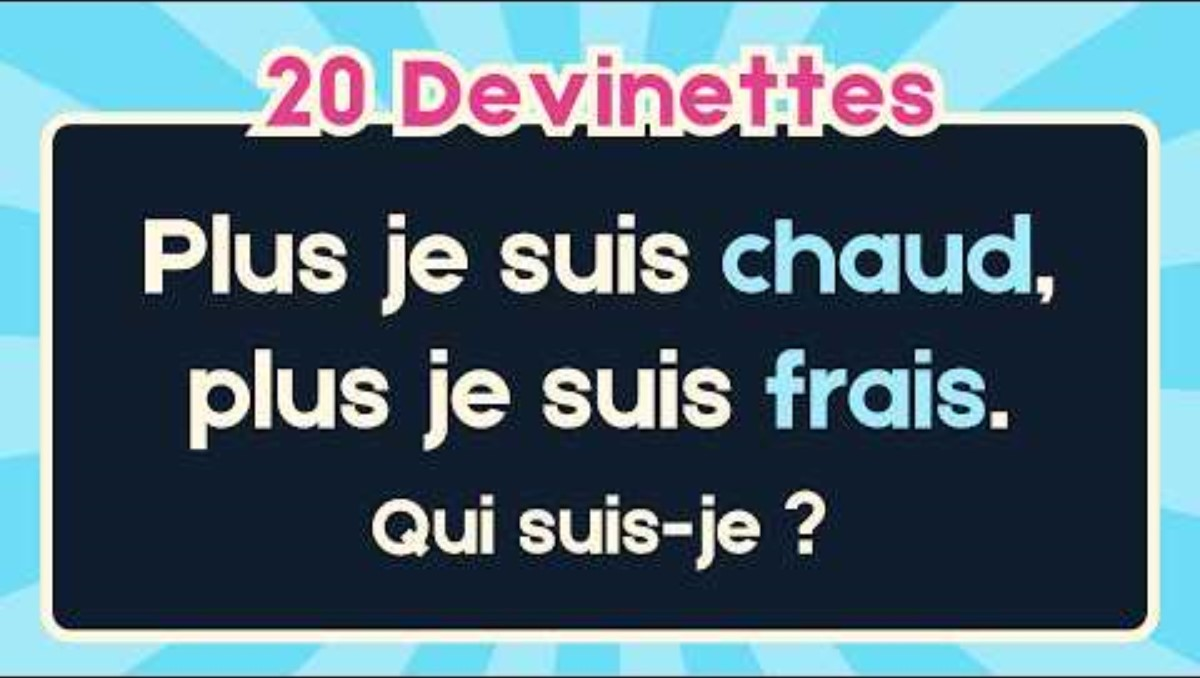 20 Devinettes
Plus je suis chaud,
plus je suis frais.
Qui suis-je ?